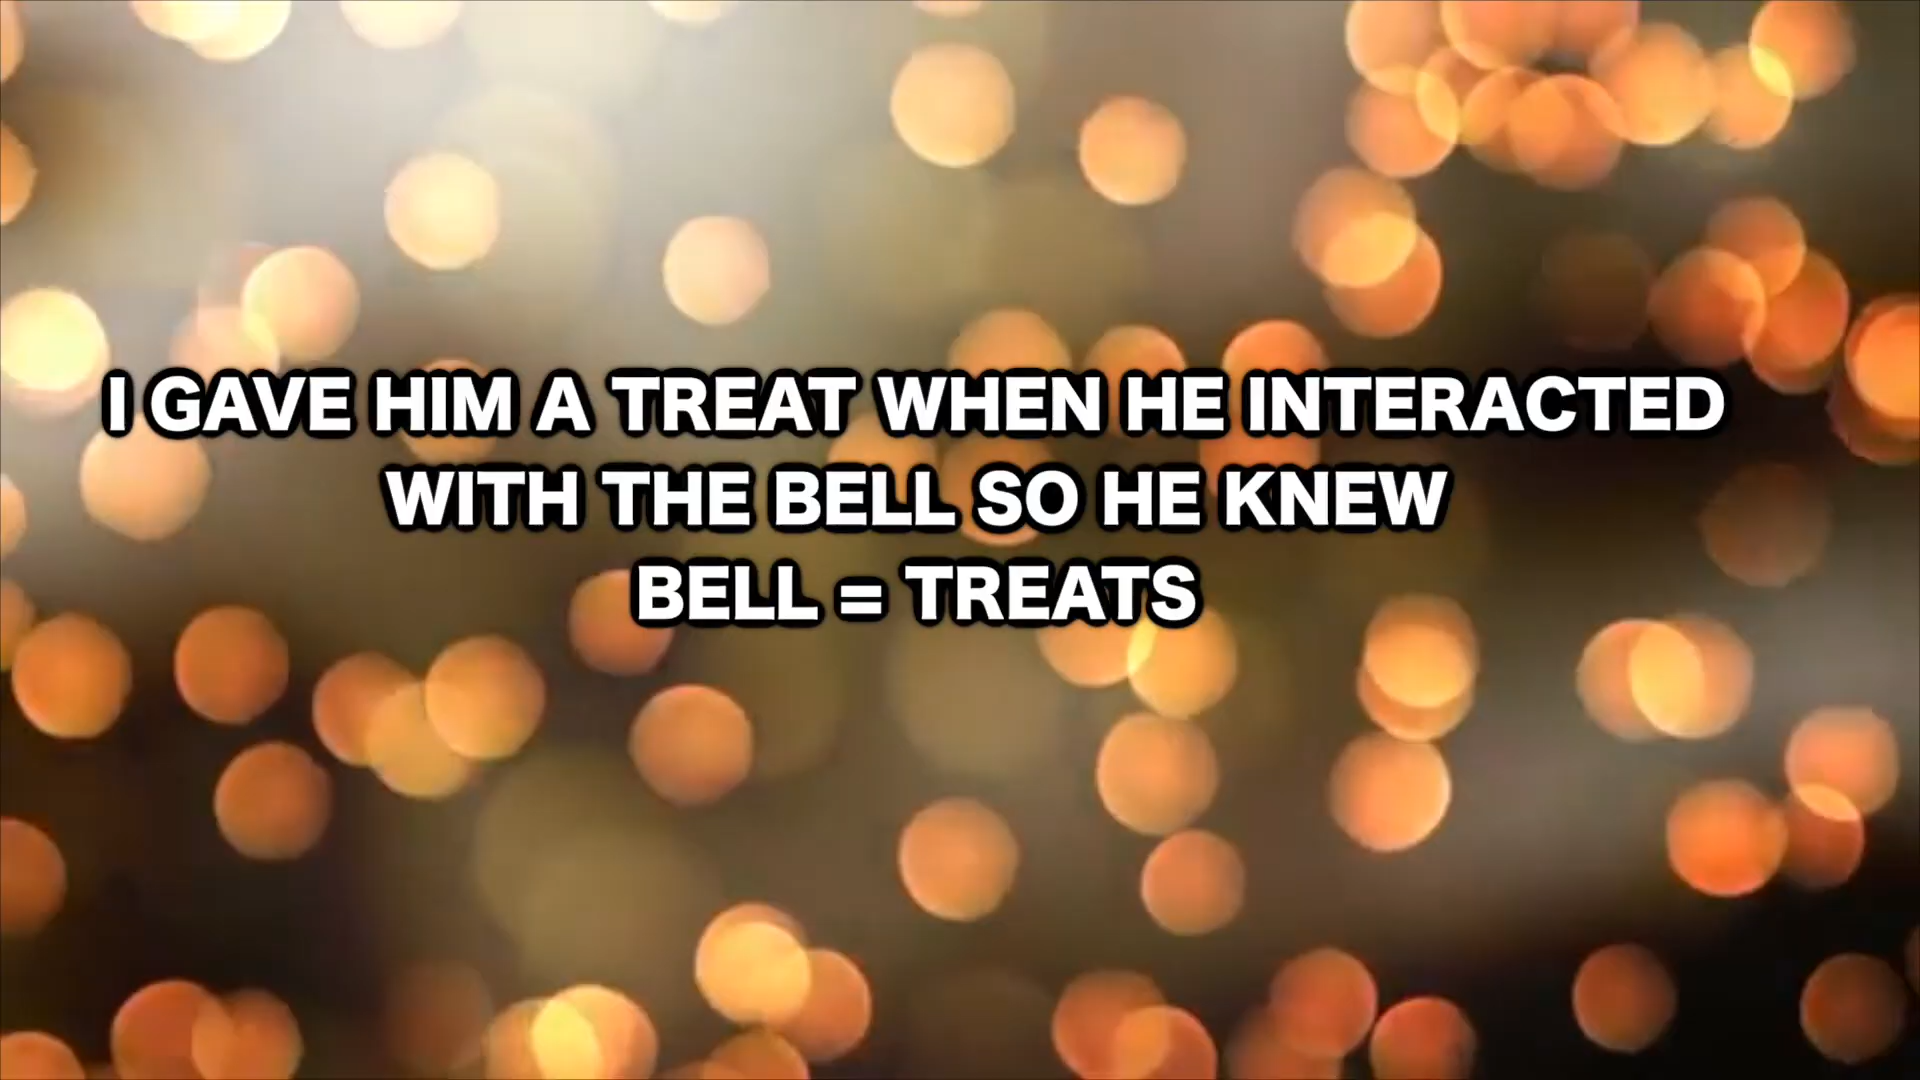 I GAVE HIM A TREAT WHEN HE INTERACTED
WITH THE BELL SO HE KNEW
BELL = TREATS